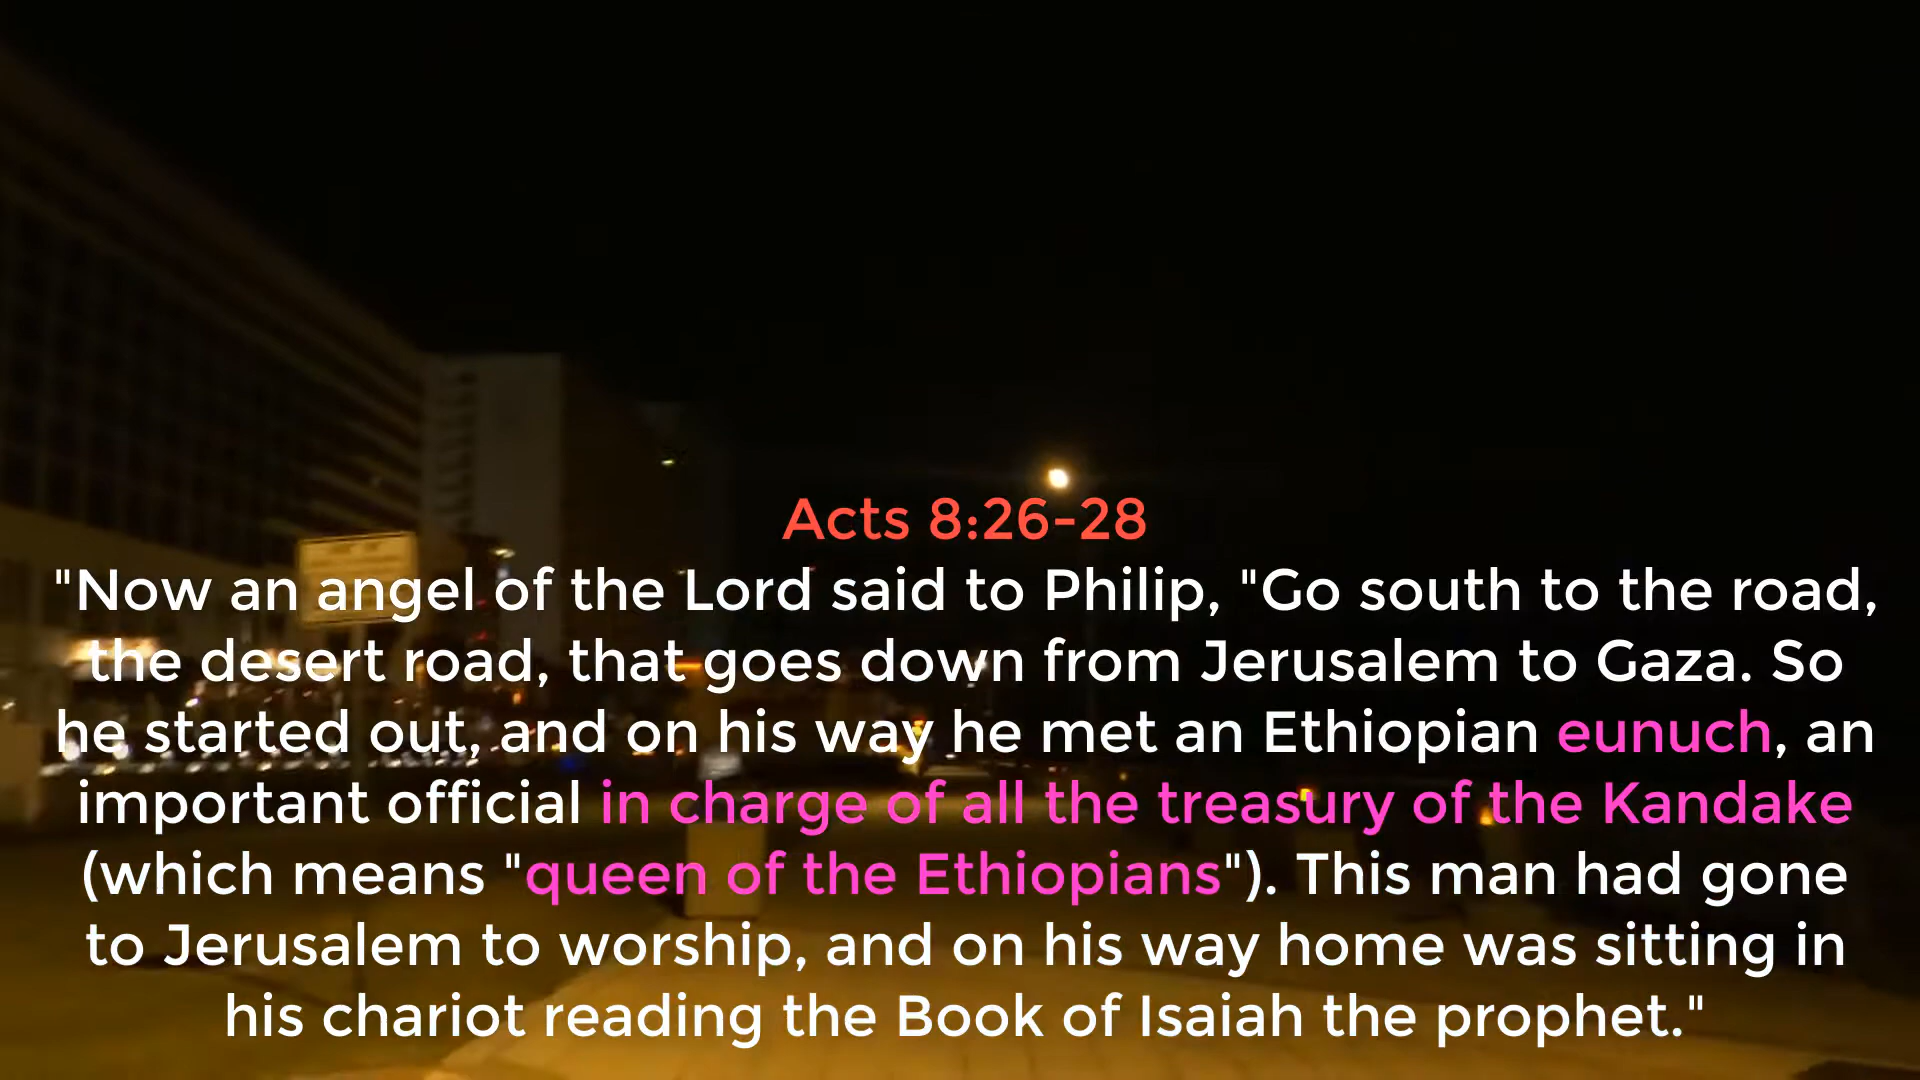 Acts 8:26-28
"Now an angel of the Lord said to Philip, "Go south to the road,
the desert road, that goes down from Jerusalem to Gaza. So
he started out, and on his way he met an Ethiopian eunuch, an
important official in charge of all the treasury of the Kandake
(which means "queen of the Ethiopians"). This man had gone
to Jerusalem to worship, and on his way home was sitting in
his chariot reading the Book of Isaiah the prophet."